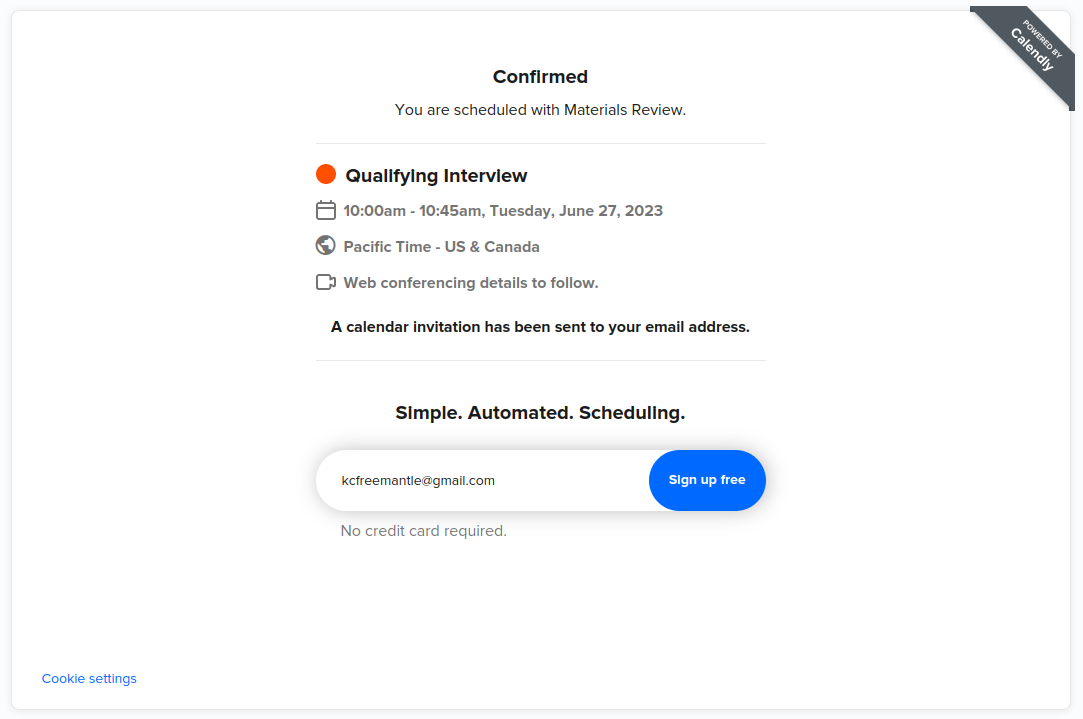 POWERED BY
Calendly
Confirmed
You are scheduled with Materials Review.
Qualifying Interview
10:00am - 10:45am, Tuesday, June 27, 2023
Pacific Time - US & Canada
Web conferencing details to follow.
A calendar invitation has been sent to your email address.
Simple. Automated. Scheduling.
kcfreemantle@gmail.com
Sign up free
No credit card required.
Cookie settings